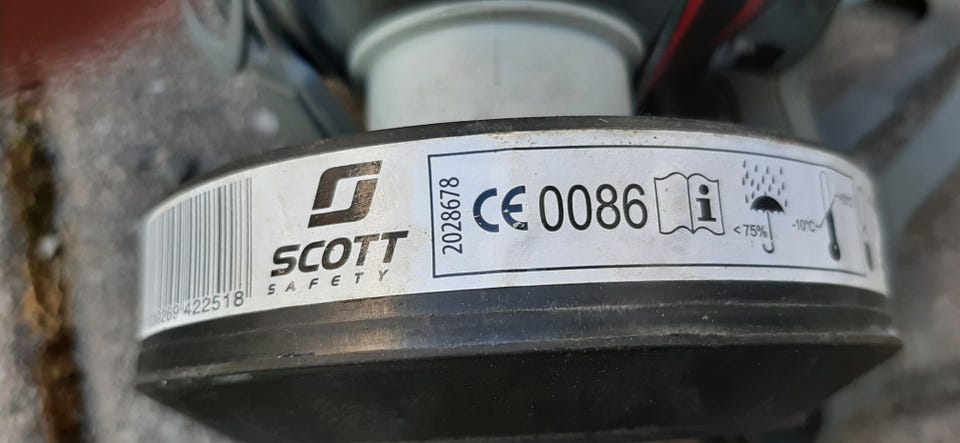 422518
SCOTT
SAFETY
2028678
CE 0086
i
< 75%
-10°C